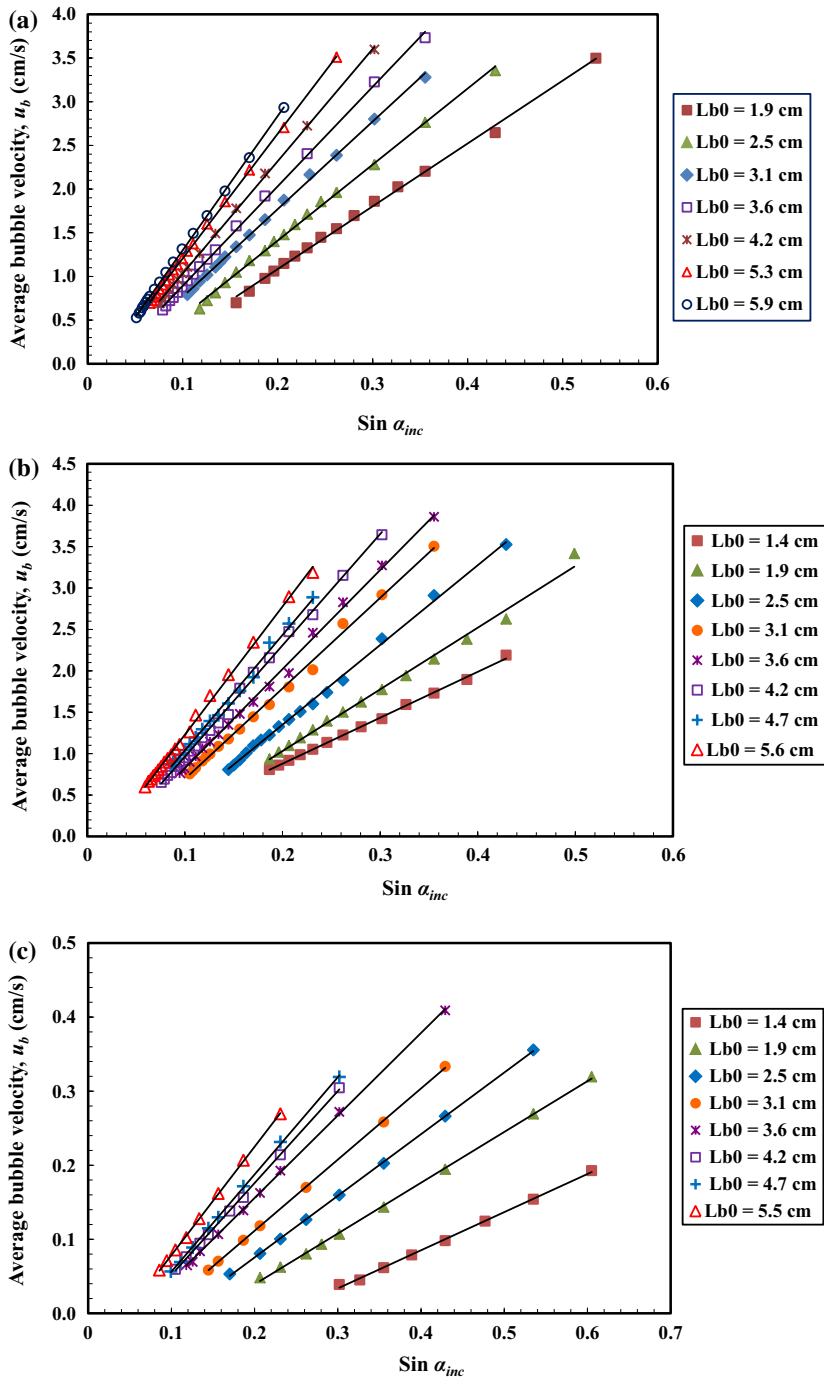 (a)
4.0
3.5
3.0
2.5
2.0
1.5
1.0
0.5
0.0
Average bubble velocity, u_b (cm/s)
0 0.1 0.2 0.3 0.4 0.5 0.6
Sin α_inc
Lb0 = 1.9 cm
Lb0 = 2.5 cm
Lb0 = 3.1 cm
Lb0 = 3.6 cm
Lb0 = 4.2 cm
Lb0 = 5.3 cm
Lb0 = 5.9 cm
(b)
4.5
4.0
3.5
3.0
2.5
2.0
1.5
1.0
0.5
0.0
Average bubble velocity, u_b (cm/s)
0 0.1 0.2 0.3 0.4 0.5 0.6
Sin α_inc
Lb0 = 1.4 cm
Lb0 = 1.9 cm
Lb0 = 2.5 cm
Lb0 = 3.1 cm
Lb0 = 3.6 cm
Lb0 = 4.2 cm
Lb0 = 4.7 cm
Lb0 = 5.6 cm
(c)
0.5
0.4
0.3
0.2
0.1
0.0
Average bubble velocity, u_b (cm/s)
0 0.1 0.2 0.3 0.4 0.5 0.6 0.7
Sin α_inc
Lb0 = 1.4 cm
Lb0 = 1.9 cm
Lb0 = 2.5 cm
Lb0 = 3.1 cm
Lb0 = 3.6 cm
Lb0 = 4.2 cm
Lb0 = 4.7 cm
Lb0 = 5.5 cm